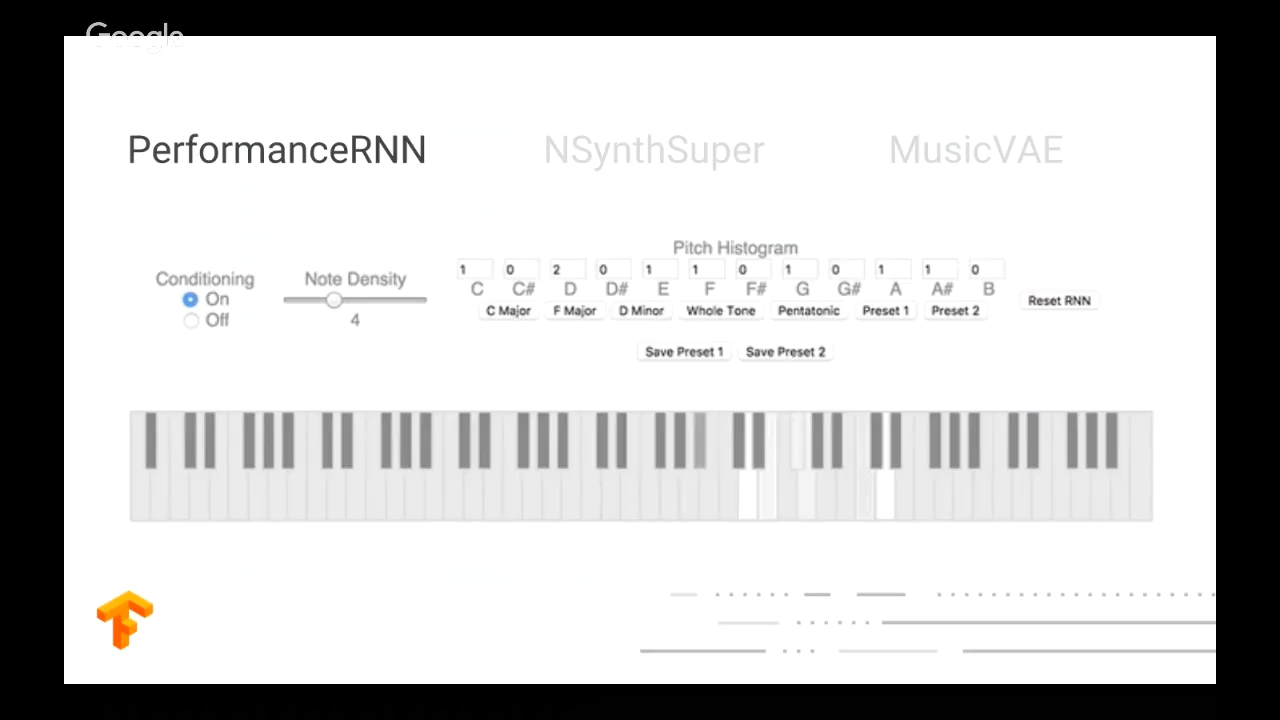 Google
PerformanceRNN NSynthSuper MusicVAE
Pitch Histogram
Conditioning Note Density
1 0 2 0 1 1 0 1 0 1 1 0
C C# D D# E F F# G G# A A# B
On
Off
4
C Major F Major D Minor Whole Tone Pentatonic Preset 1 Preset 2
Reset RNN
Save Preset 1 Save Preset 2